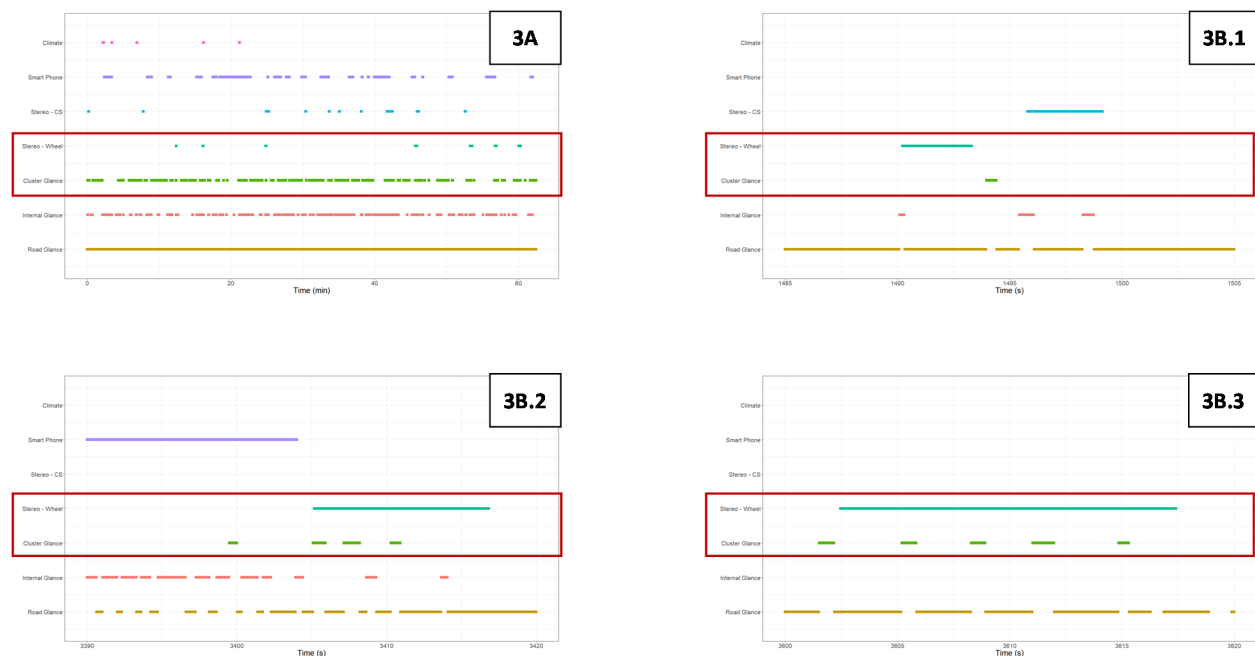 3A
Climate
Smart Phone
Stereo - CS
Stereo - Wheel
Cluster Glance
Internal Glance
Road Glance
0 20 40 60
Time (min)
3B.1
Climate
Smart Phone
Stereo - CS
Stereo - Wheel
Cluster Glance
Internal Glance
Road Glance
1485 1490 1495 1500 1505
Time (s)
3B.2
Climate
Smart Phone
Stereo - CS
Stereo - Wheel
Cluster Glance
Internal Glance
Road Glance
3390 3400 3410 3420
Time (s)
3B.3
Climate
Smart Phone
Stereo - CS
Stereo - Wheel
Cluster Glance
Internal Glance
Road Glance
3600 3605 3610 3615 3620
Time (s)